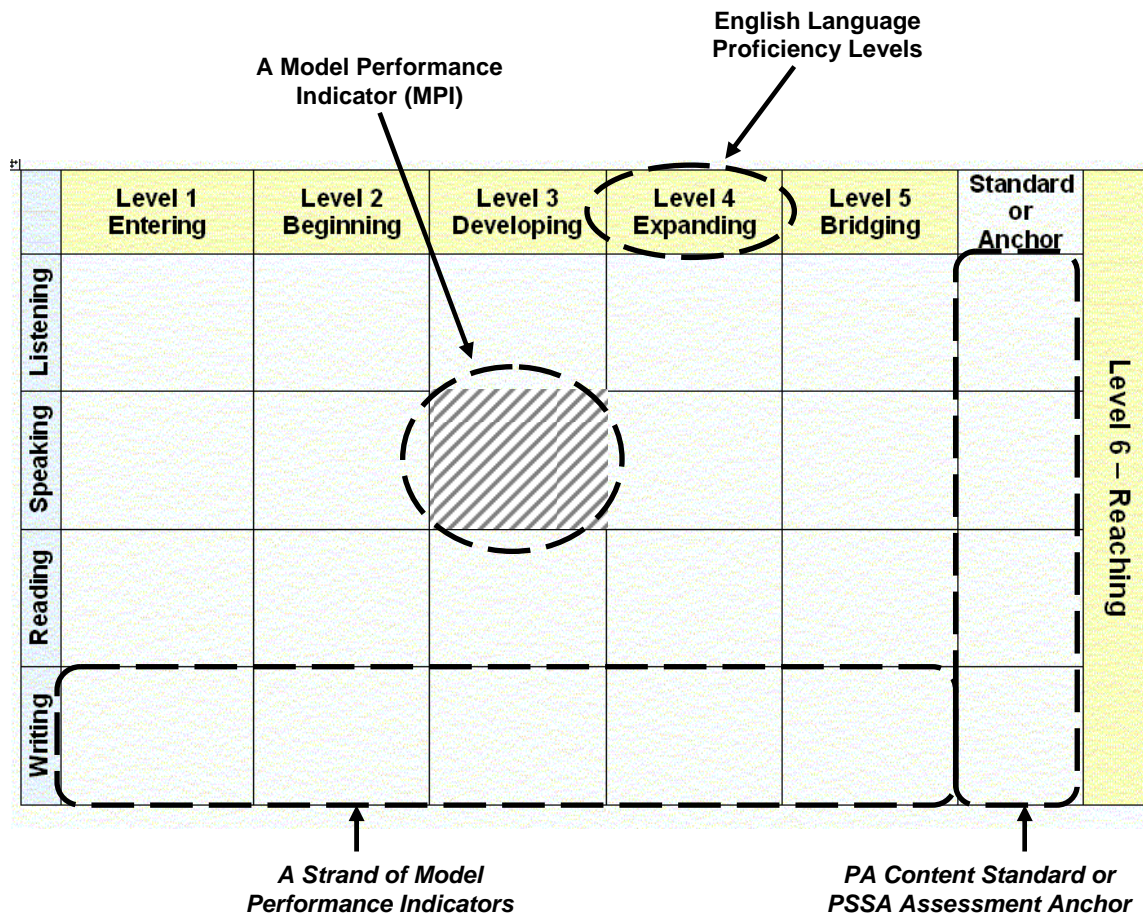 English Language
Proficiency Levels
A Model Performance
Indicator (MPI)
Level 1
Entering
Level 2
Beginning
Level 3
Developing
Level 4
Expanding
Level 5
Bridging
Standard
or
Anchor
Level 6 – Reaching
Listening
Speaking
Reading
Writing
A Strand of Model
Performance Indicators
PA Content Standard or
PSSA Assessment Anchor